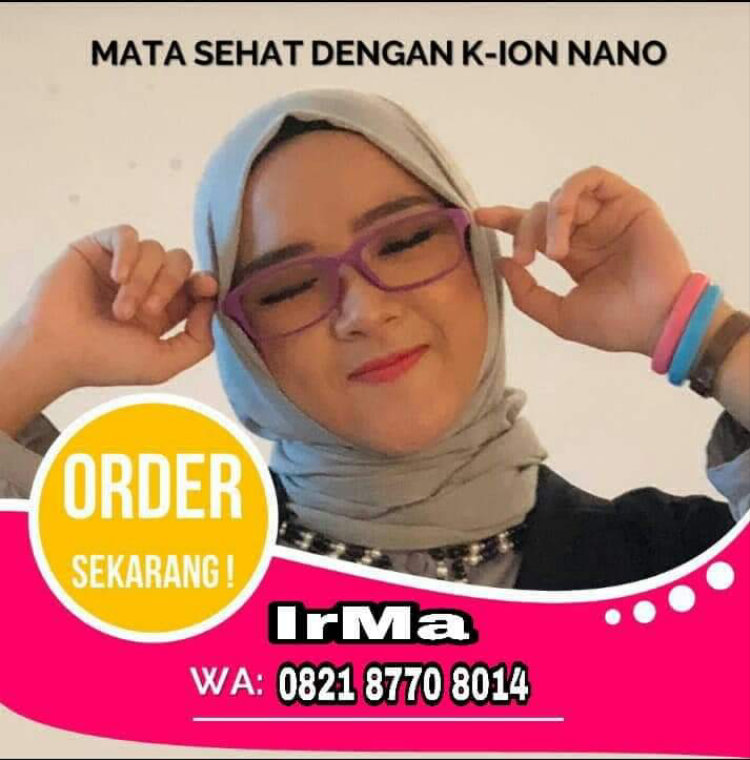 MATA SEHAT DENGAN K-ION NANO
ORDER
SEKARANG!
IrMa
WA: 0821 8770 8014